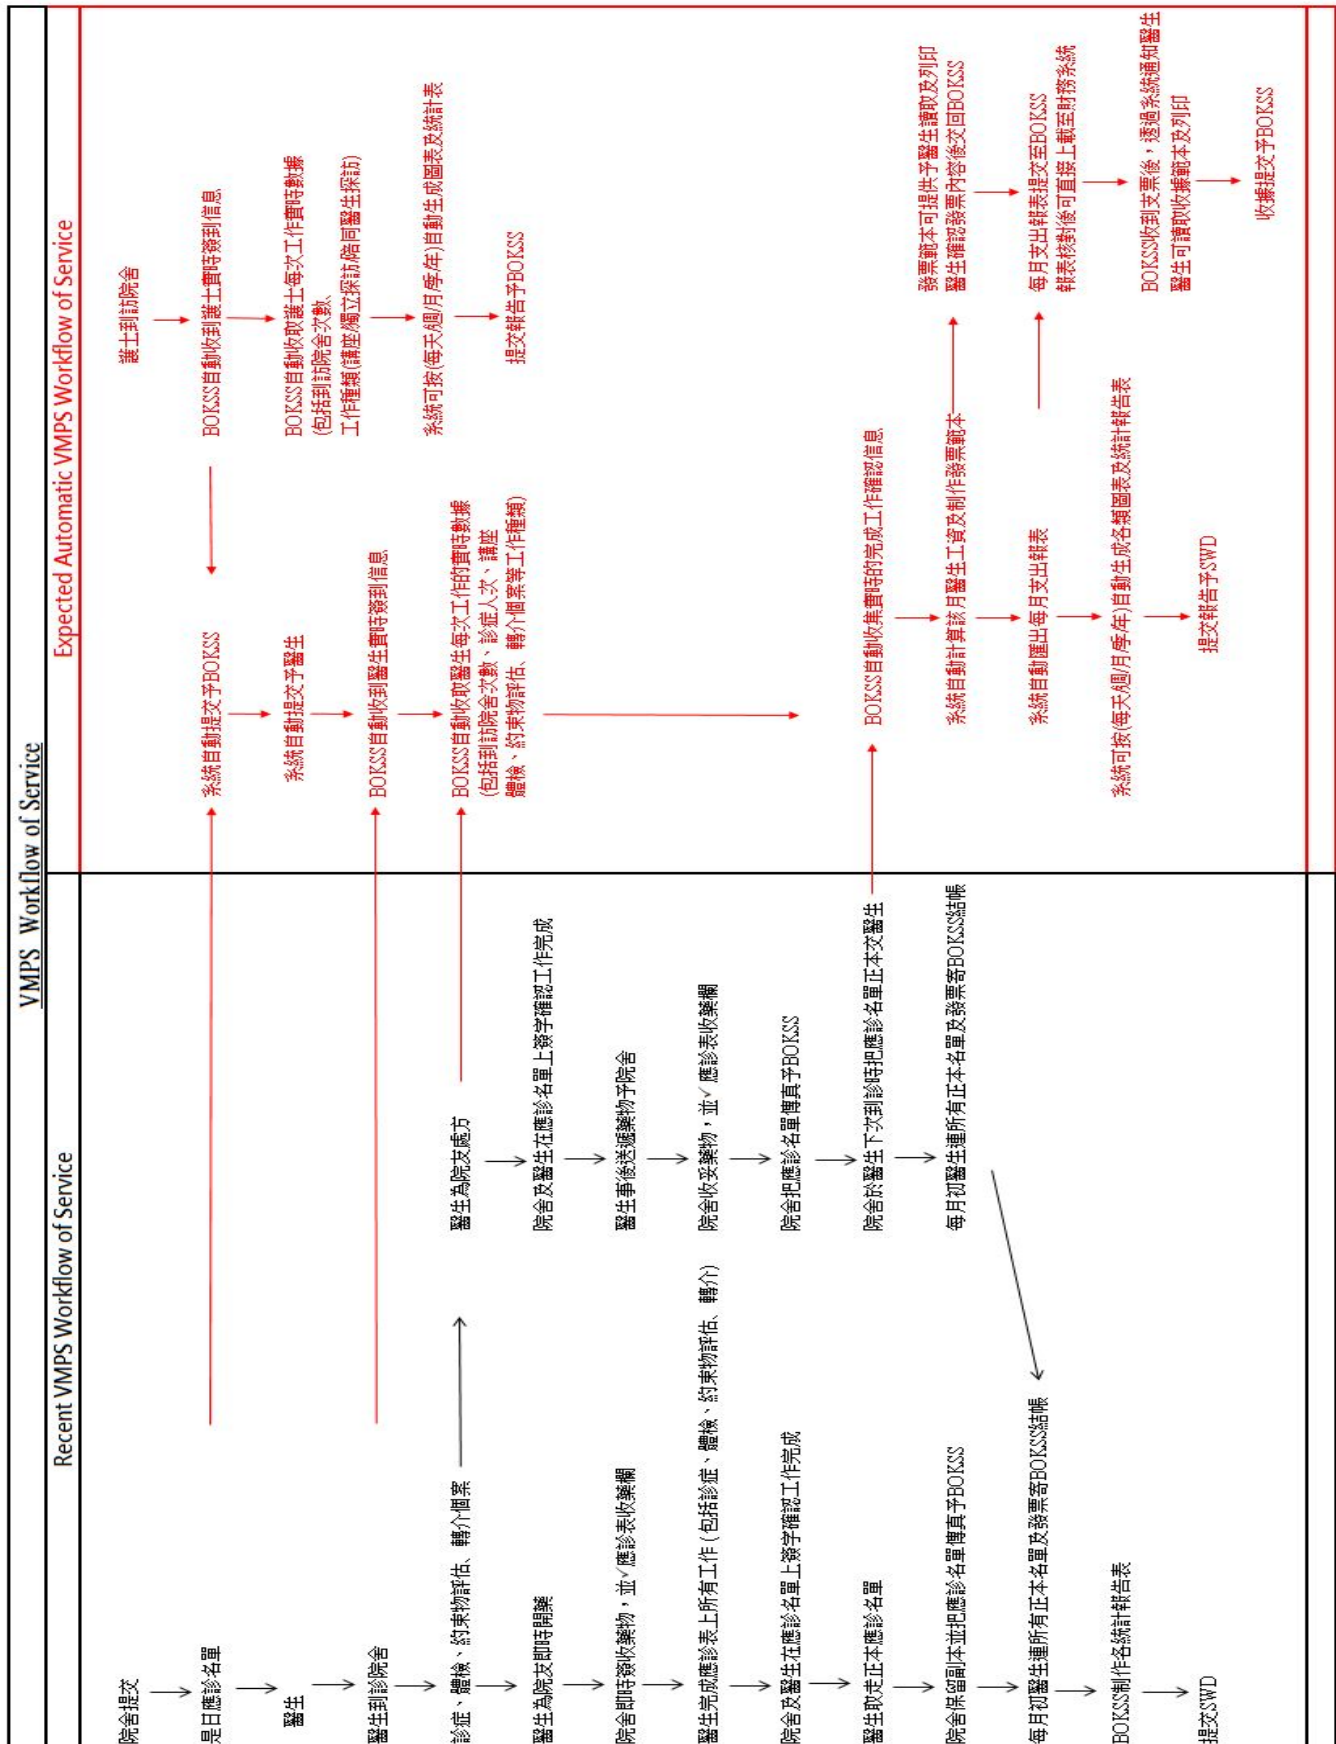 VMPS Workflow of Service
Recent VMPS Workflow of Service
Expected Automatic VMPS Workflow of Service
院舍提交
是日應診名單
醫生
醫生到診院舍
診症、體檢、約束物評估、轉介個案
醫生為院友即時開藥
院舍即時簽收藥物，並✓應診表收藥欄
醫生完成應診表上所有工作 ( 包括診症、體檢、約束物評估、轉介)
院舍及醫生在應診名單上簽字確認工作完成
醫生取走正本應診名單
院舍保留副本並把應診名單傳真予BOKSS
每月初醫生連所有正本名單及發票寄BOKSS結帳
BOKSS制作各統計報告表
提交SWD
醫生為院友處方
院舍及醫生在應診名單上簽字確認工作完成
醫生事後送遞藥物予院舍
院舍收妥藥物，並✓ 應診表收藥欄
院舍把應診名單傳真予BOKSS
院舍於醫生下次到診時把應診名單正本交醫生
每月初醫生連所有正本名單及發票寄BOKSS結帳
系統自動提交予BOKSS
系統自動提交予醫生
BOKSS自動收到醫生實時簽到信息
BOKSS自動收取醫生每次工作的實時數據
(包括到訪院舍次數、診症人次、講座
體檢、約束物評估、轉介個案等工作種類)
BOKSS自動收集實時的完成工作確認信息
系統自動計算該月醫生工資及制作發票範本
系統自動匯出每月支出報表
系統可按(每天/週/月/季/年)自動生成各類圖表及統計報告表
提交報告予SWD
護士到訪院舍
BOKSS自動收到護士實時簽到信息
BOKSS自動收取護士每次工作實時數據
(包括到訪院舍次數、
工作種類(講座/獨立探訪/陪同醫生探訪)
系統可按(每天/週/月/季/年)自動生成圖表及統計表
提交報告予BOKSS
發票範本可提供予醫生讀取及列印
醫生確認發票內容後交回BOKSS
每月支出報表提交至BOKSS
報表核對後可直接上載至財務系統
BOKSS收到支票後，透過系統通知醫生
醫生可讀取收據範本及列印
收據提交予BOKSS